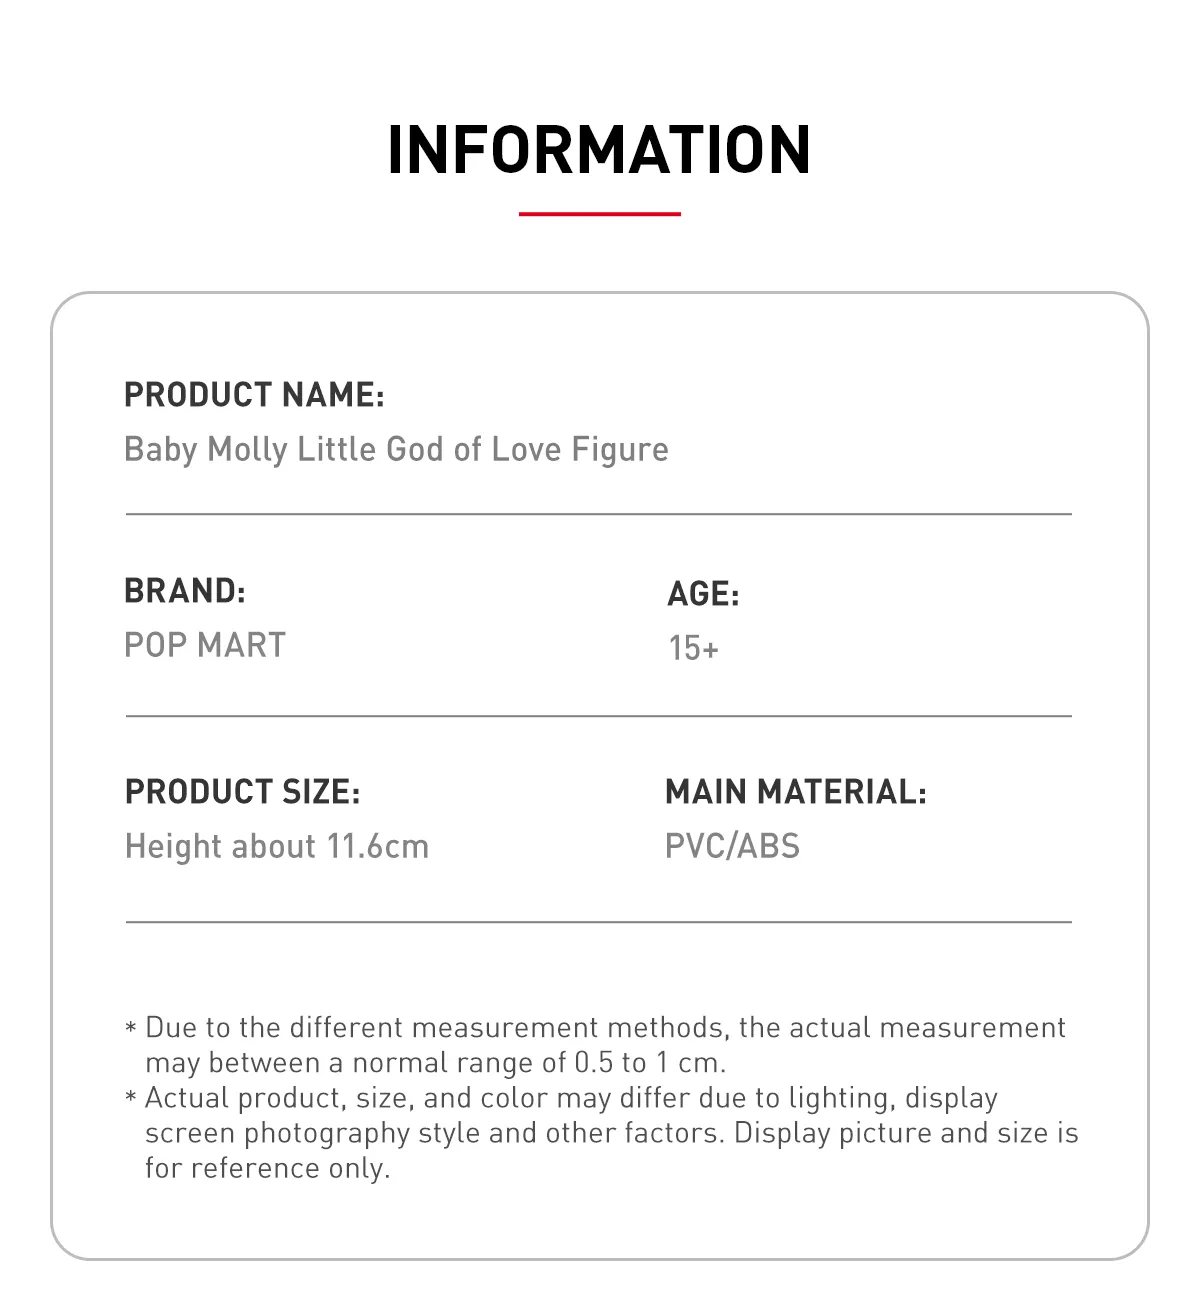 INFORMATION
PRODUCT NAME:
Baby Molly Little God of Love Figure
BRAND:
POP MART
AGE:
15+
PRODUCT SIZE:
Height about 11.6cm
MAIN MATERIAL:
PVC/ABS
* Due to the different measurement methods, the actual measurement
may between a normal range of 0.5 to 1 cm.
* Actual product, size, and color may differ due to lighting, display
screen photography style and other factors. Display picture and size is
for reference only.